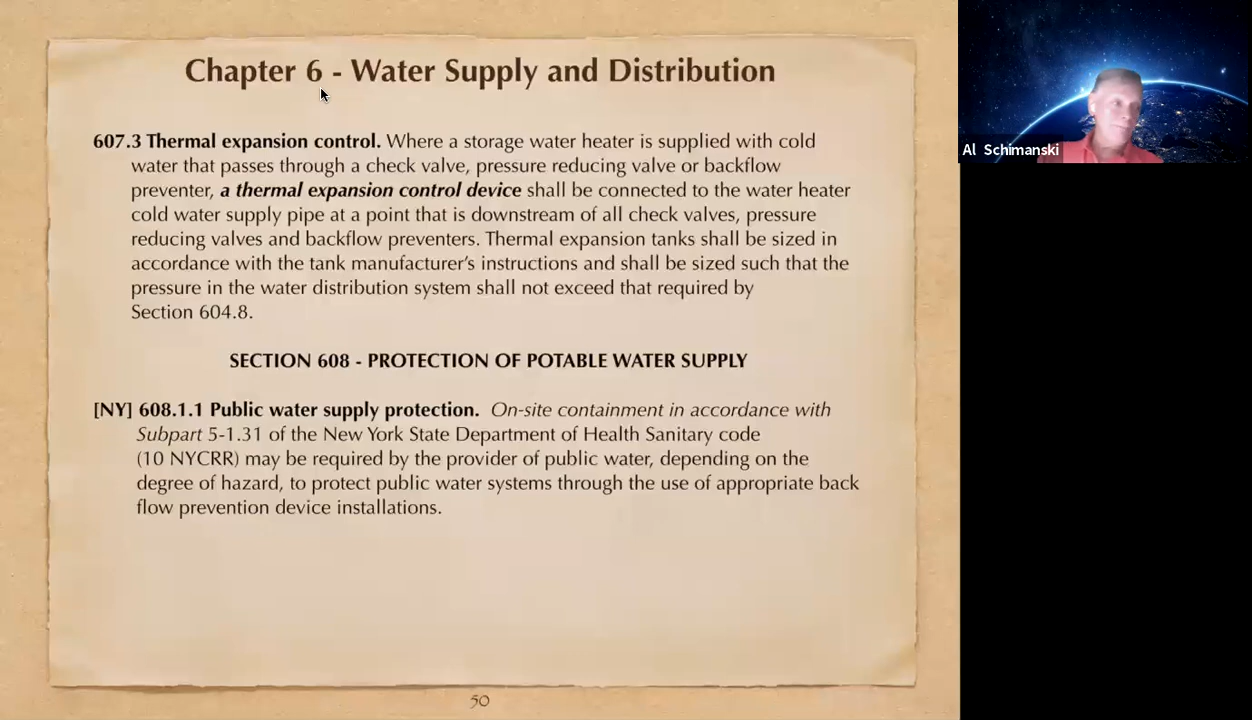 Chapter 6 - Water Supply and Distribution
607.3 Thermal expansion control. Where a storage water heater is supplied with cold
water that passes through a check valve, pressure reducing valve or backflow
preventer, a thermal expansion control device shall be connected to the water heater
cold water supply pipe at a point that is downstream of all check valves, pressure
reducing valves and backflow preventers. Thermal expansion tanks shall be sized in
accordance with the tank manufacturer's instructions and shall be sized such that the
pressure in the water distribution system shall not exceed that required by
Section 604.8.
SECTION 608 - PROTECTION OF POTABLE WATER SUPPLY
[NY] 608.1.1 Public water supply protection. On-site containment in accordance with
Subpart 5-1.31 of the New York State Department of Health Sanitary code
(10 NYCRR) may be required by the provider of public water, depending on the
degree of hazard, to protect public water systems through the use of appropriate back
flow prevention device installations.
50
Al Schimanski